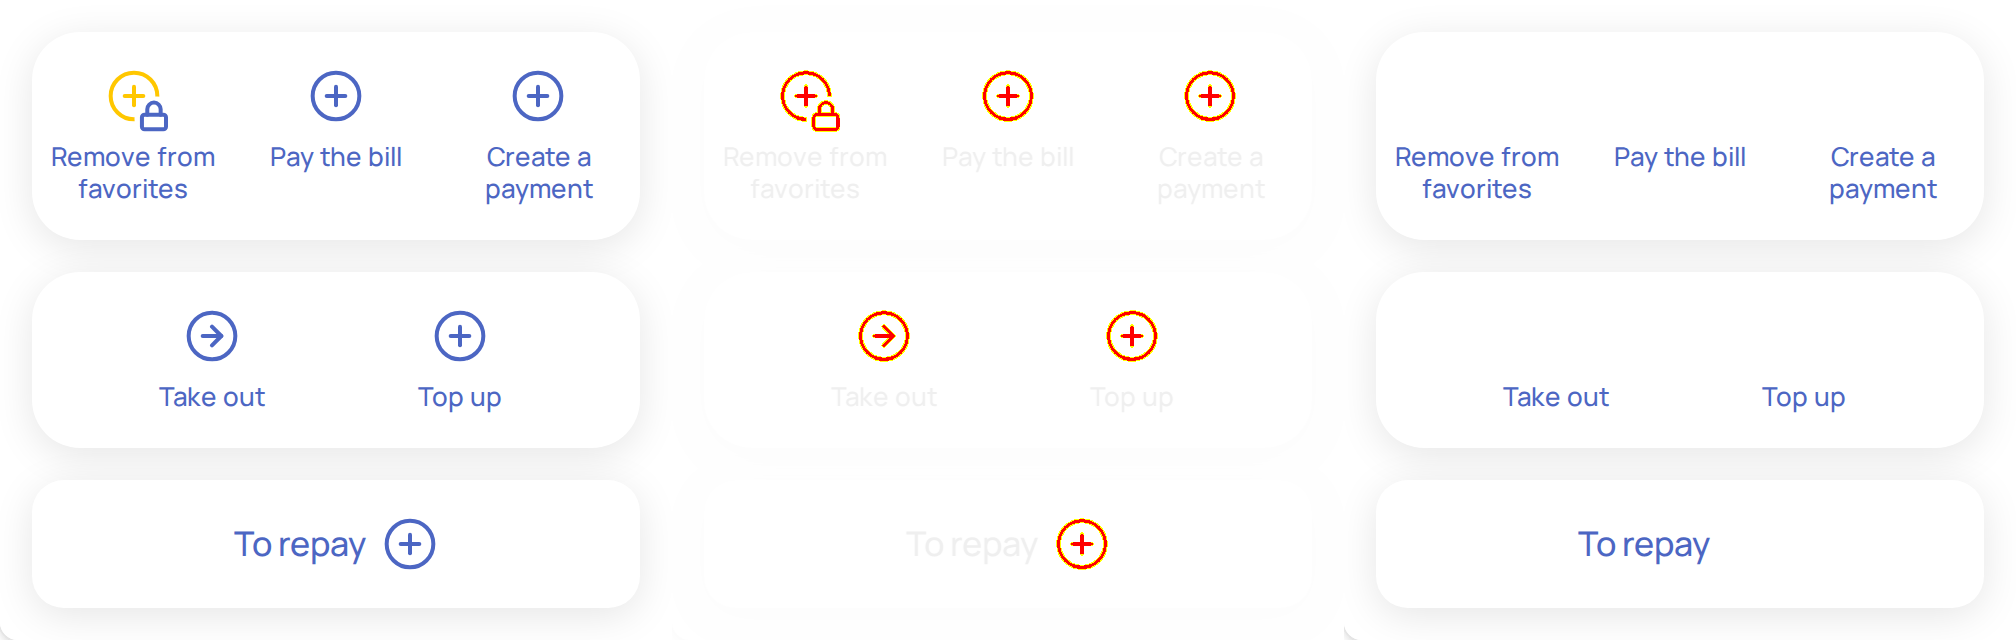 Remove from
favorites
Pay the bill
Create a
payment
Take out
Top up
To repay
Remove from
favorites
Pay the bill
Create a
payment
Take out
Top up
To repay
Remove from
favorites
Pay the bill
Create a
payment
Take out
Top up
To repay